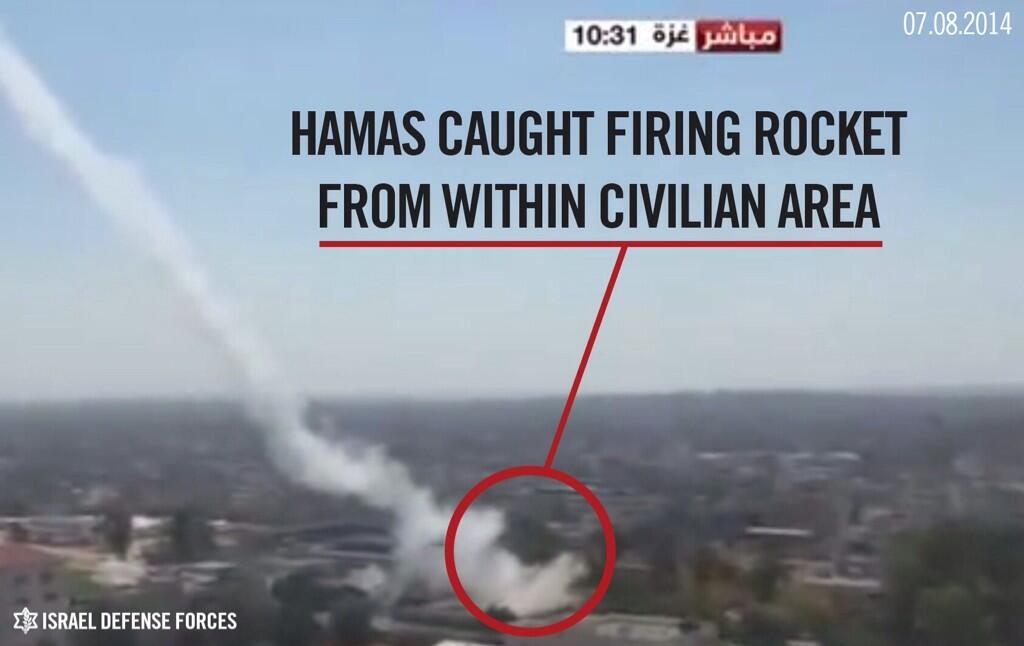 07.08.2014
10:31 غزة مباشر
HAMAS CAUGHT FIRING ROCKET
FROM WITHIN CIVILIAN AREA
ISRAEL DEFENSE FORCES